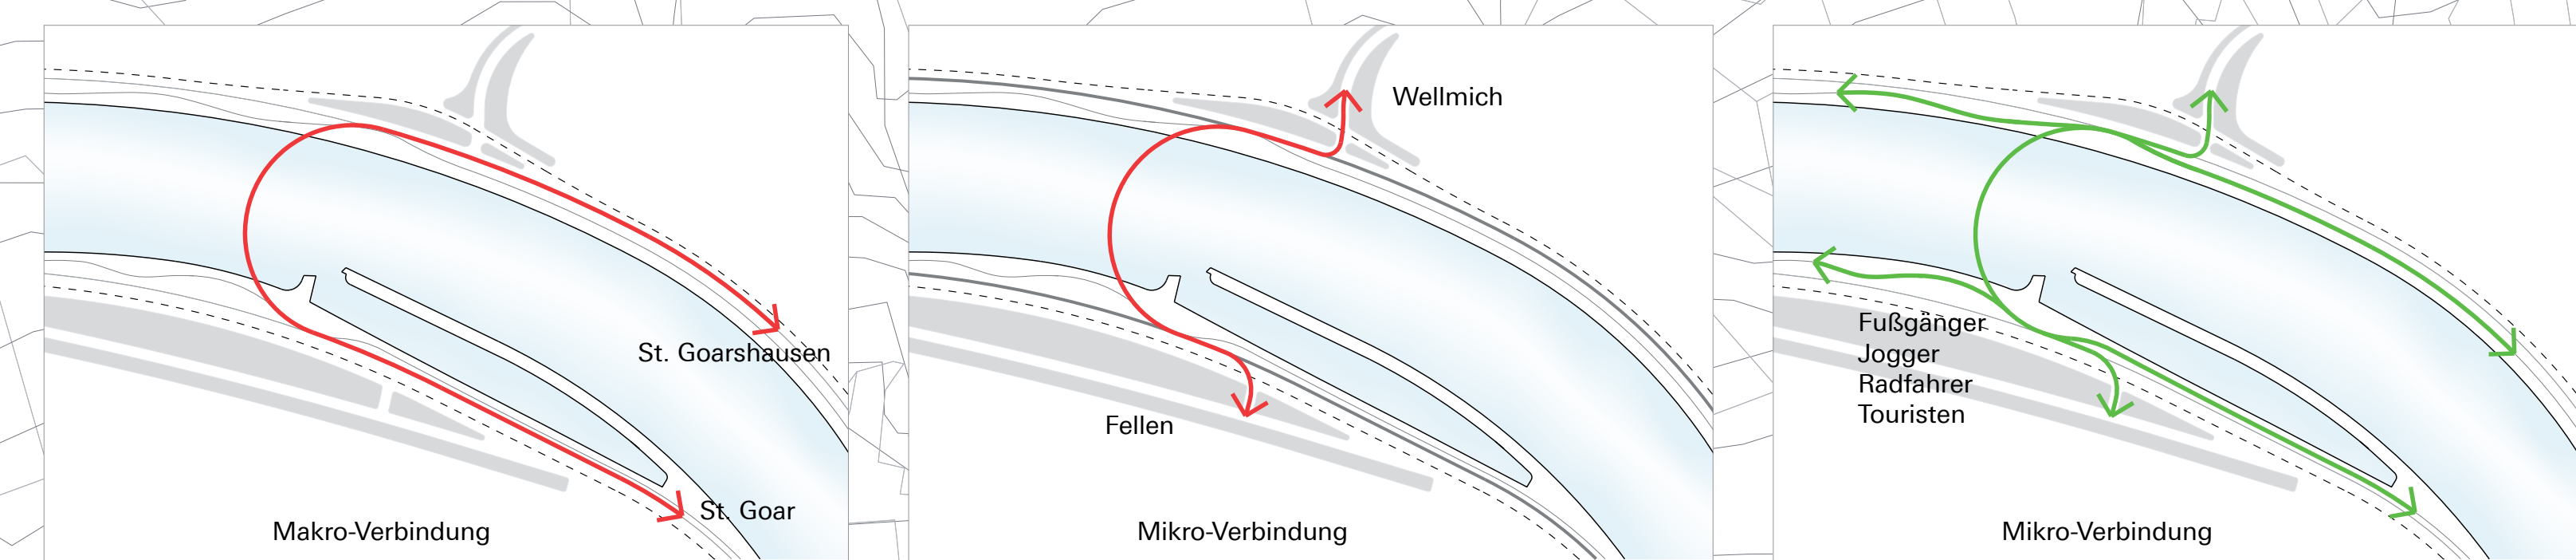 St. Goarshausen
St. Goar
Makro-Verbindung
Wellmich
Fellen
Mikro-Verbindung
Fußgänger
Jogger
Radfahrer
Touristen
Mikro-Verbindung